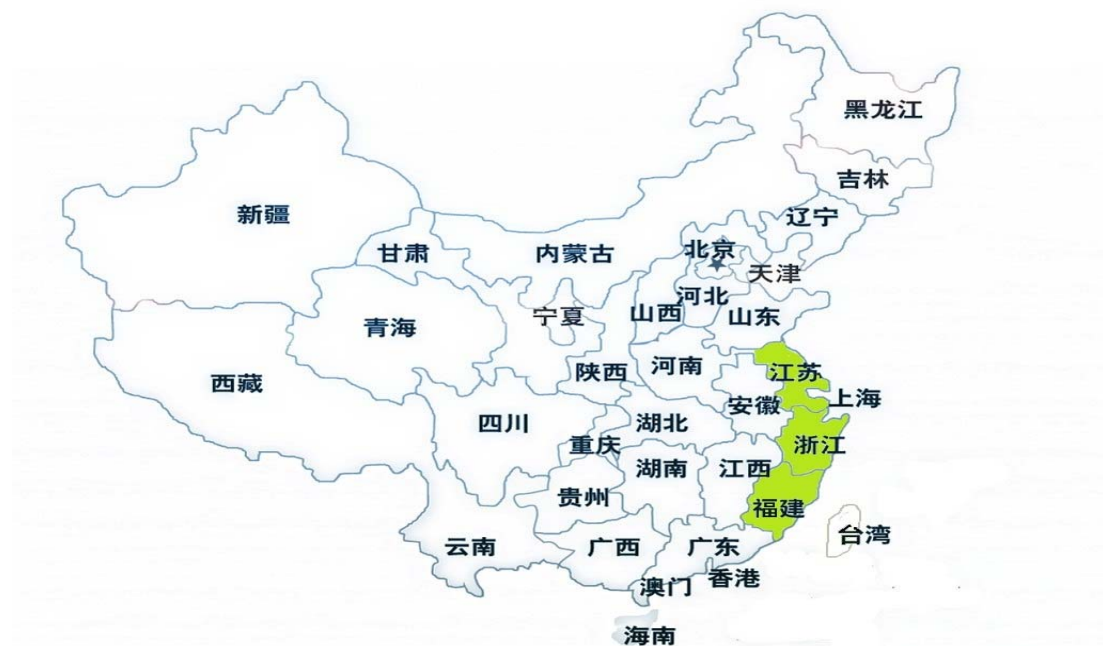 黑龙江
吉林
辽宁
新疆
甘肃
内蒙古
北京
天津
河北
山西
山东
宁夏
青海
陕西
河南
江苏
西藏
安徽
上海
四川
湖北
重庆
浙江
湖南
江西
贵州
福建
云南
广西
广东
台湾
香港
澳门
海南